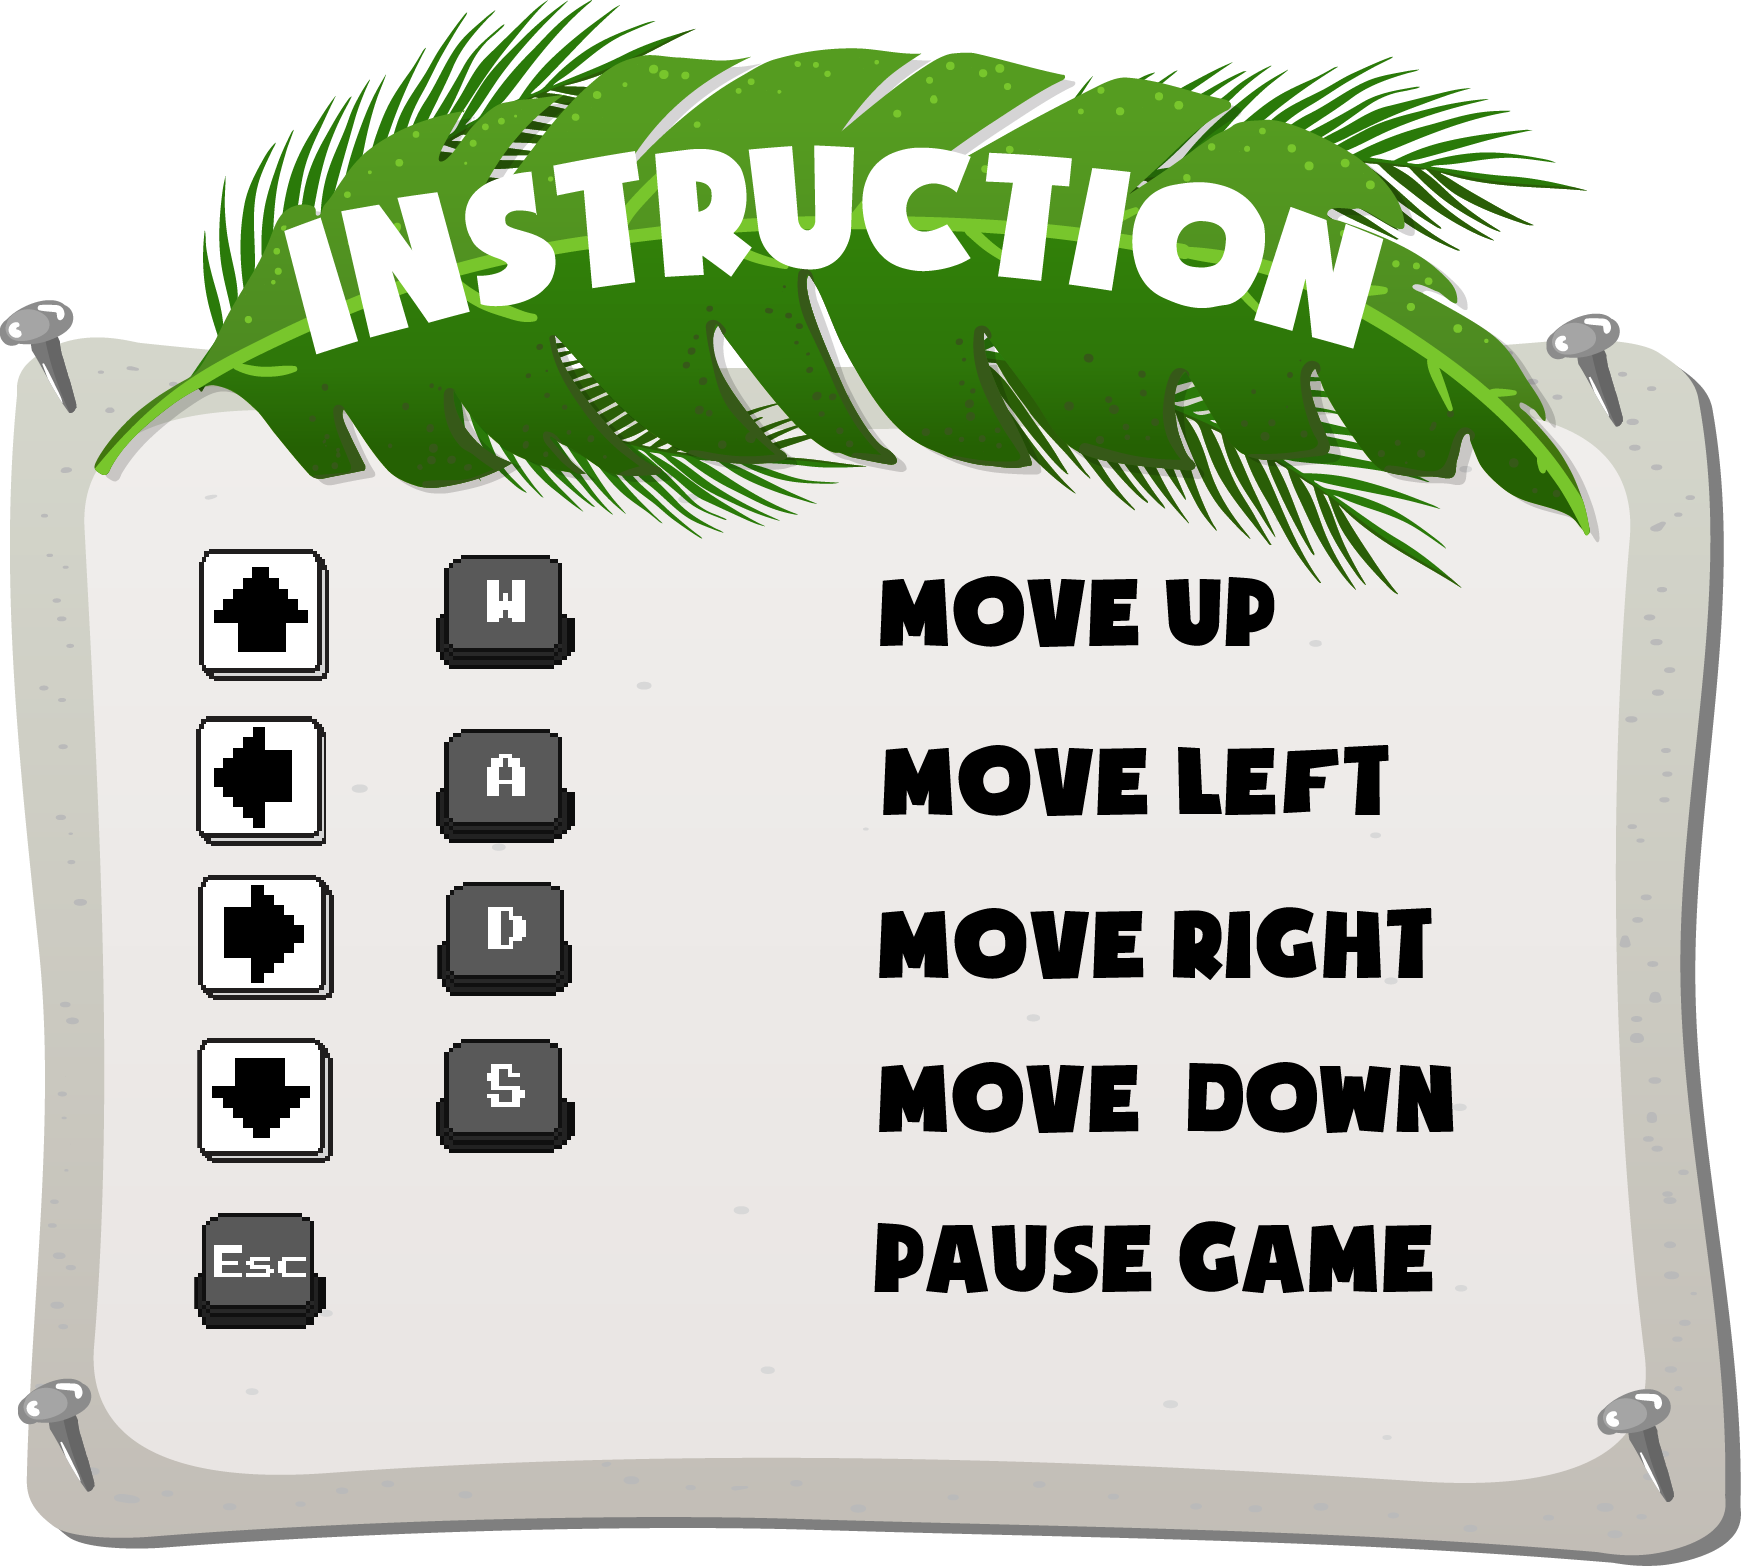 INSTRUCTION
W MOVE UP
A MOVE LEFT
D MOVE RIGHT
S MOVE DOWN
Esc PAUSE GAME